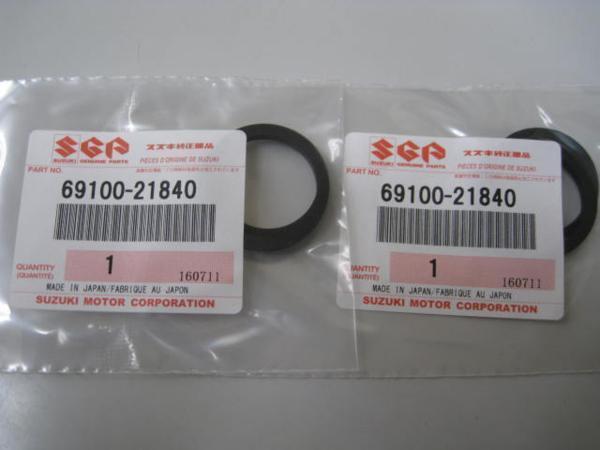 SGP スズキ純正部品
SUZUKI GENUINE PARTS PIÈCES D'ORIGINE DE SUZUKI
PART NO.
69100-21840
QUANTITY
(QUANTITÉ)
1
160711
MADE IN JAPAN/FABRIQUE AU JAPON
SUZUKI MOTOR CORPORATION
SGP スズキ純正部品
SUZUKI GENUINE PARTS PIÈCES D'ORIGINE DE SUZUKI
PART NO.
69100-21840
QUANTITY
(QUANTITÉ)
1
160711
MADE IN JAPAN/FABRIQUE AU JAPON
SUZUKI MOTOR CORPORATION